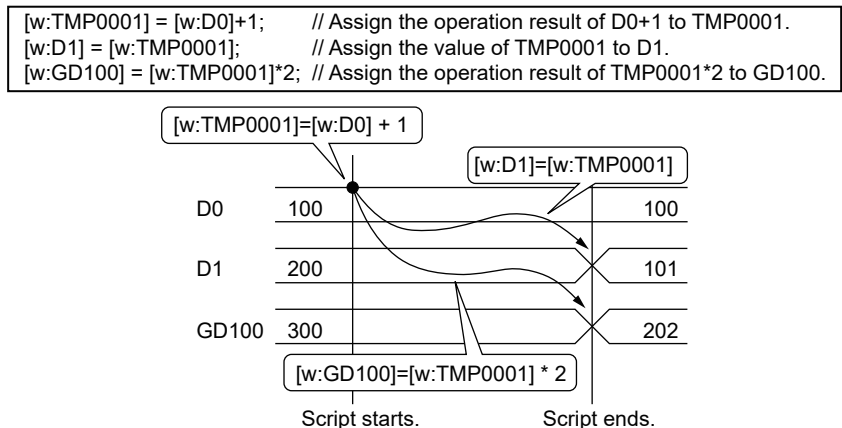 [w:TMP0001] = [w:D0]+1; // Assign the operation result of D0+1 to TMP0001.
[w:D1] = [w:TMP0001]; // Assign the value of TMP0001 to D1.
[w:GD100] = [w:TMP0001]*2; // Assign the operation result of TMP0001*2 to GD100.
[w:TMP0001]=[w:D0] + 1
[w:D1]=[w:TMP0001]
D0 100 100
D1 200 101
GD100 300 202
[w:GD100]=[w:TMP0001] * 2
Script starts. Script ends.